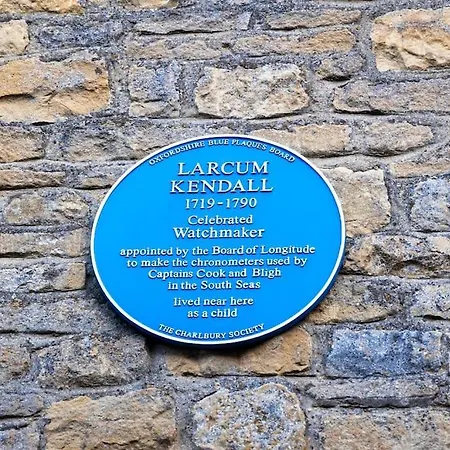 OXFORDSHIRE BLUE PLAQUES BOARD
LARCUM
KENDALL
1719-1790
Celebrated
Watchmaker
appointed by the Board of Longitude
to make the chronometers used by
Captains Cook and Bligh
in the South Seas
lived near here
as a child
THE CHARLBURY SOCIETY